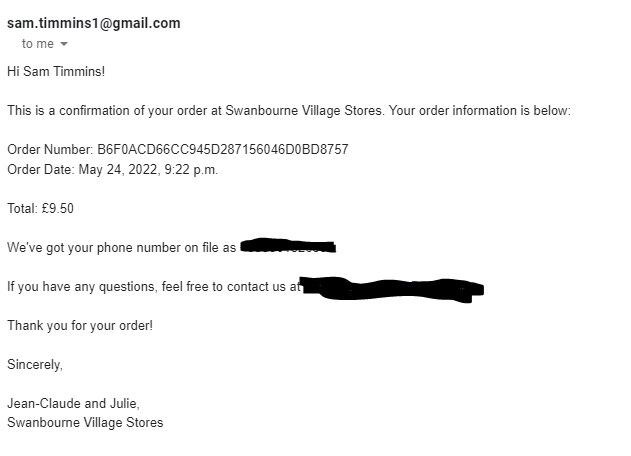 sam.timmins1@gmail.com
to me
Hi Sam Timmins!
This is a confirmation of your order at Swanbourne Village Stores. Your order information is below:
Order Number: B6F0ACD66CC945D287156046D0BD8757
Order Date: May 24, 2022, 9:22 p.m.
Total: £9.50
We've got your phone number on file as
If you have any questions, feel free to contact us at
Thank you for your order!
Sincerely,
Jean-Claude and Julie,
Swanbourne Village Stores